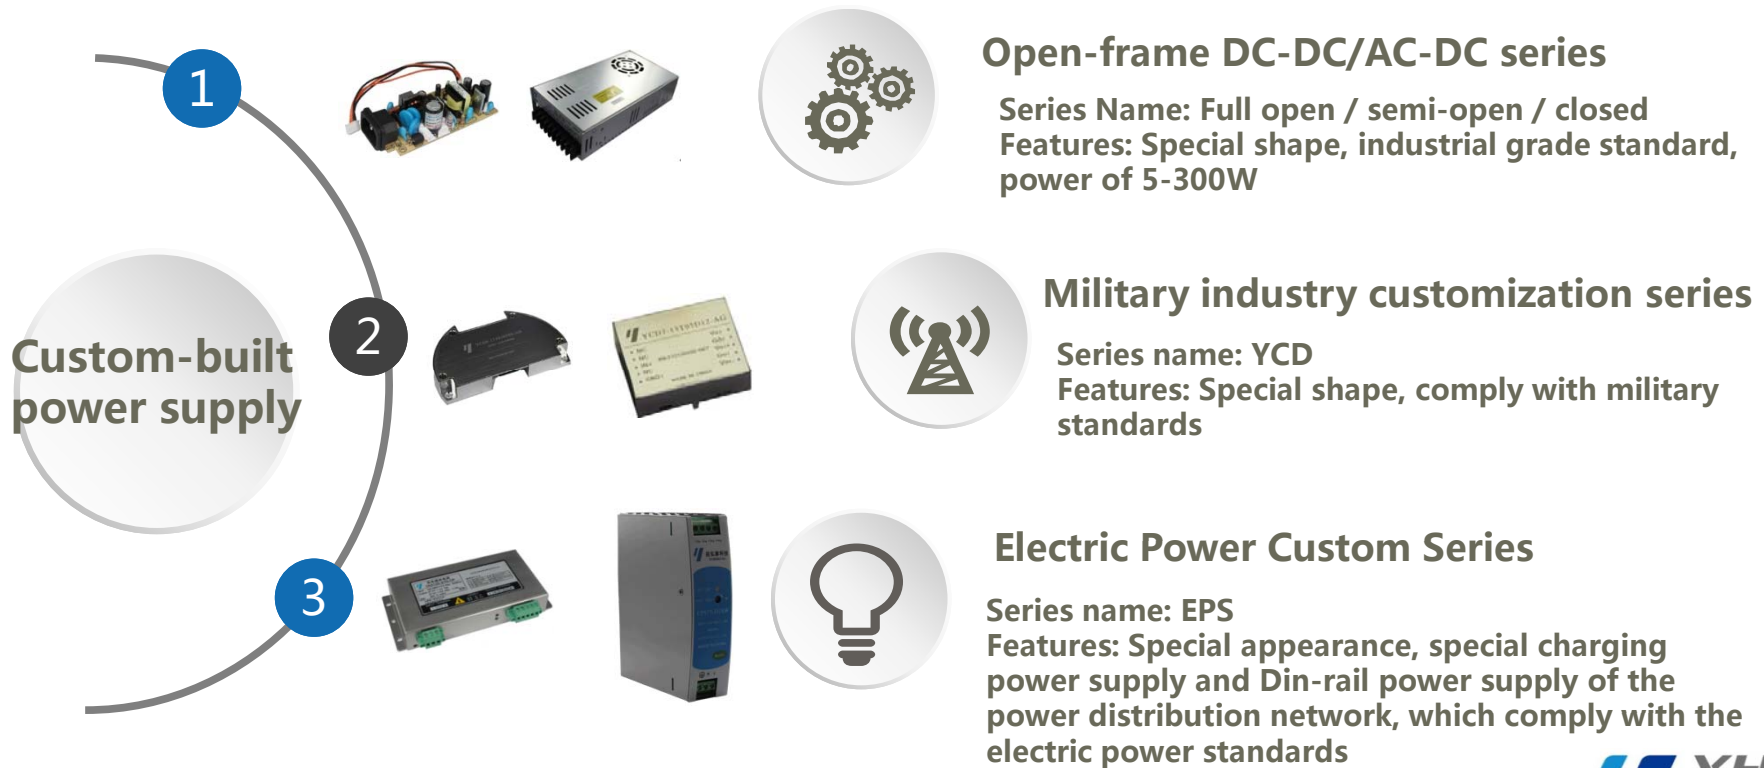 1
Open-frame DC-DC/AC-DC series
Series Name: Full open / semi-open / closed
Features: Special shape, industrial grade standard,
power of 5-300W
Custom-built
power supply
2
Military industry customization series
Series name: YCD
Features: Special shape, comply with military
standards
3
Electric Power Custom Series
Series name: EPS
Features: Special appearance, special charging
power supply and Din-rail power supply of the
power distribution network, which comply with the
electric power standards